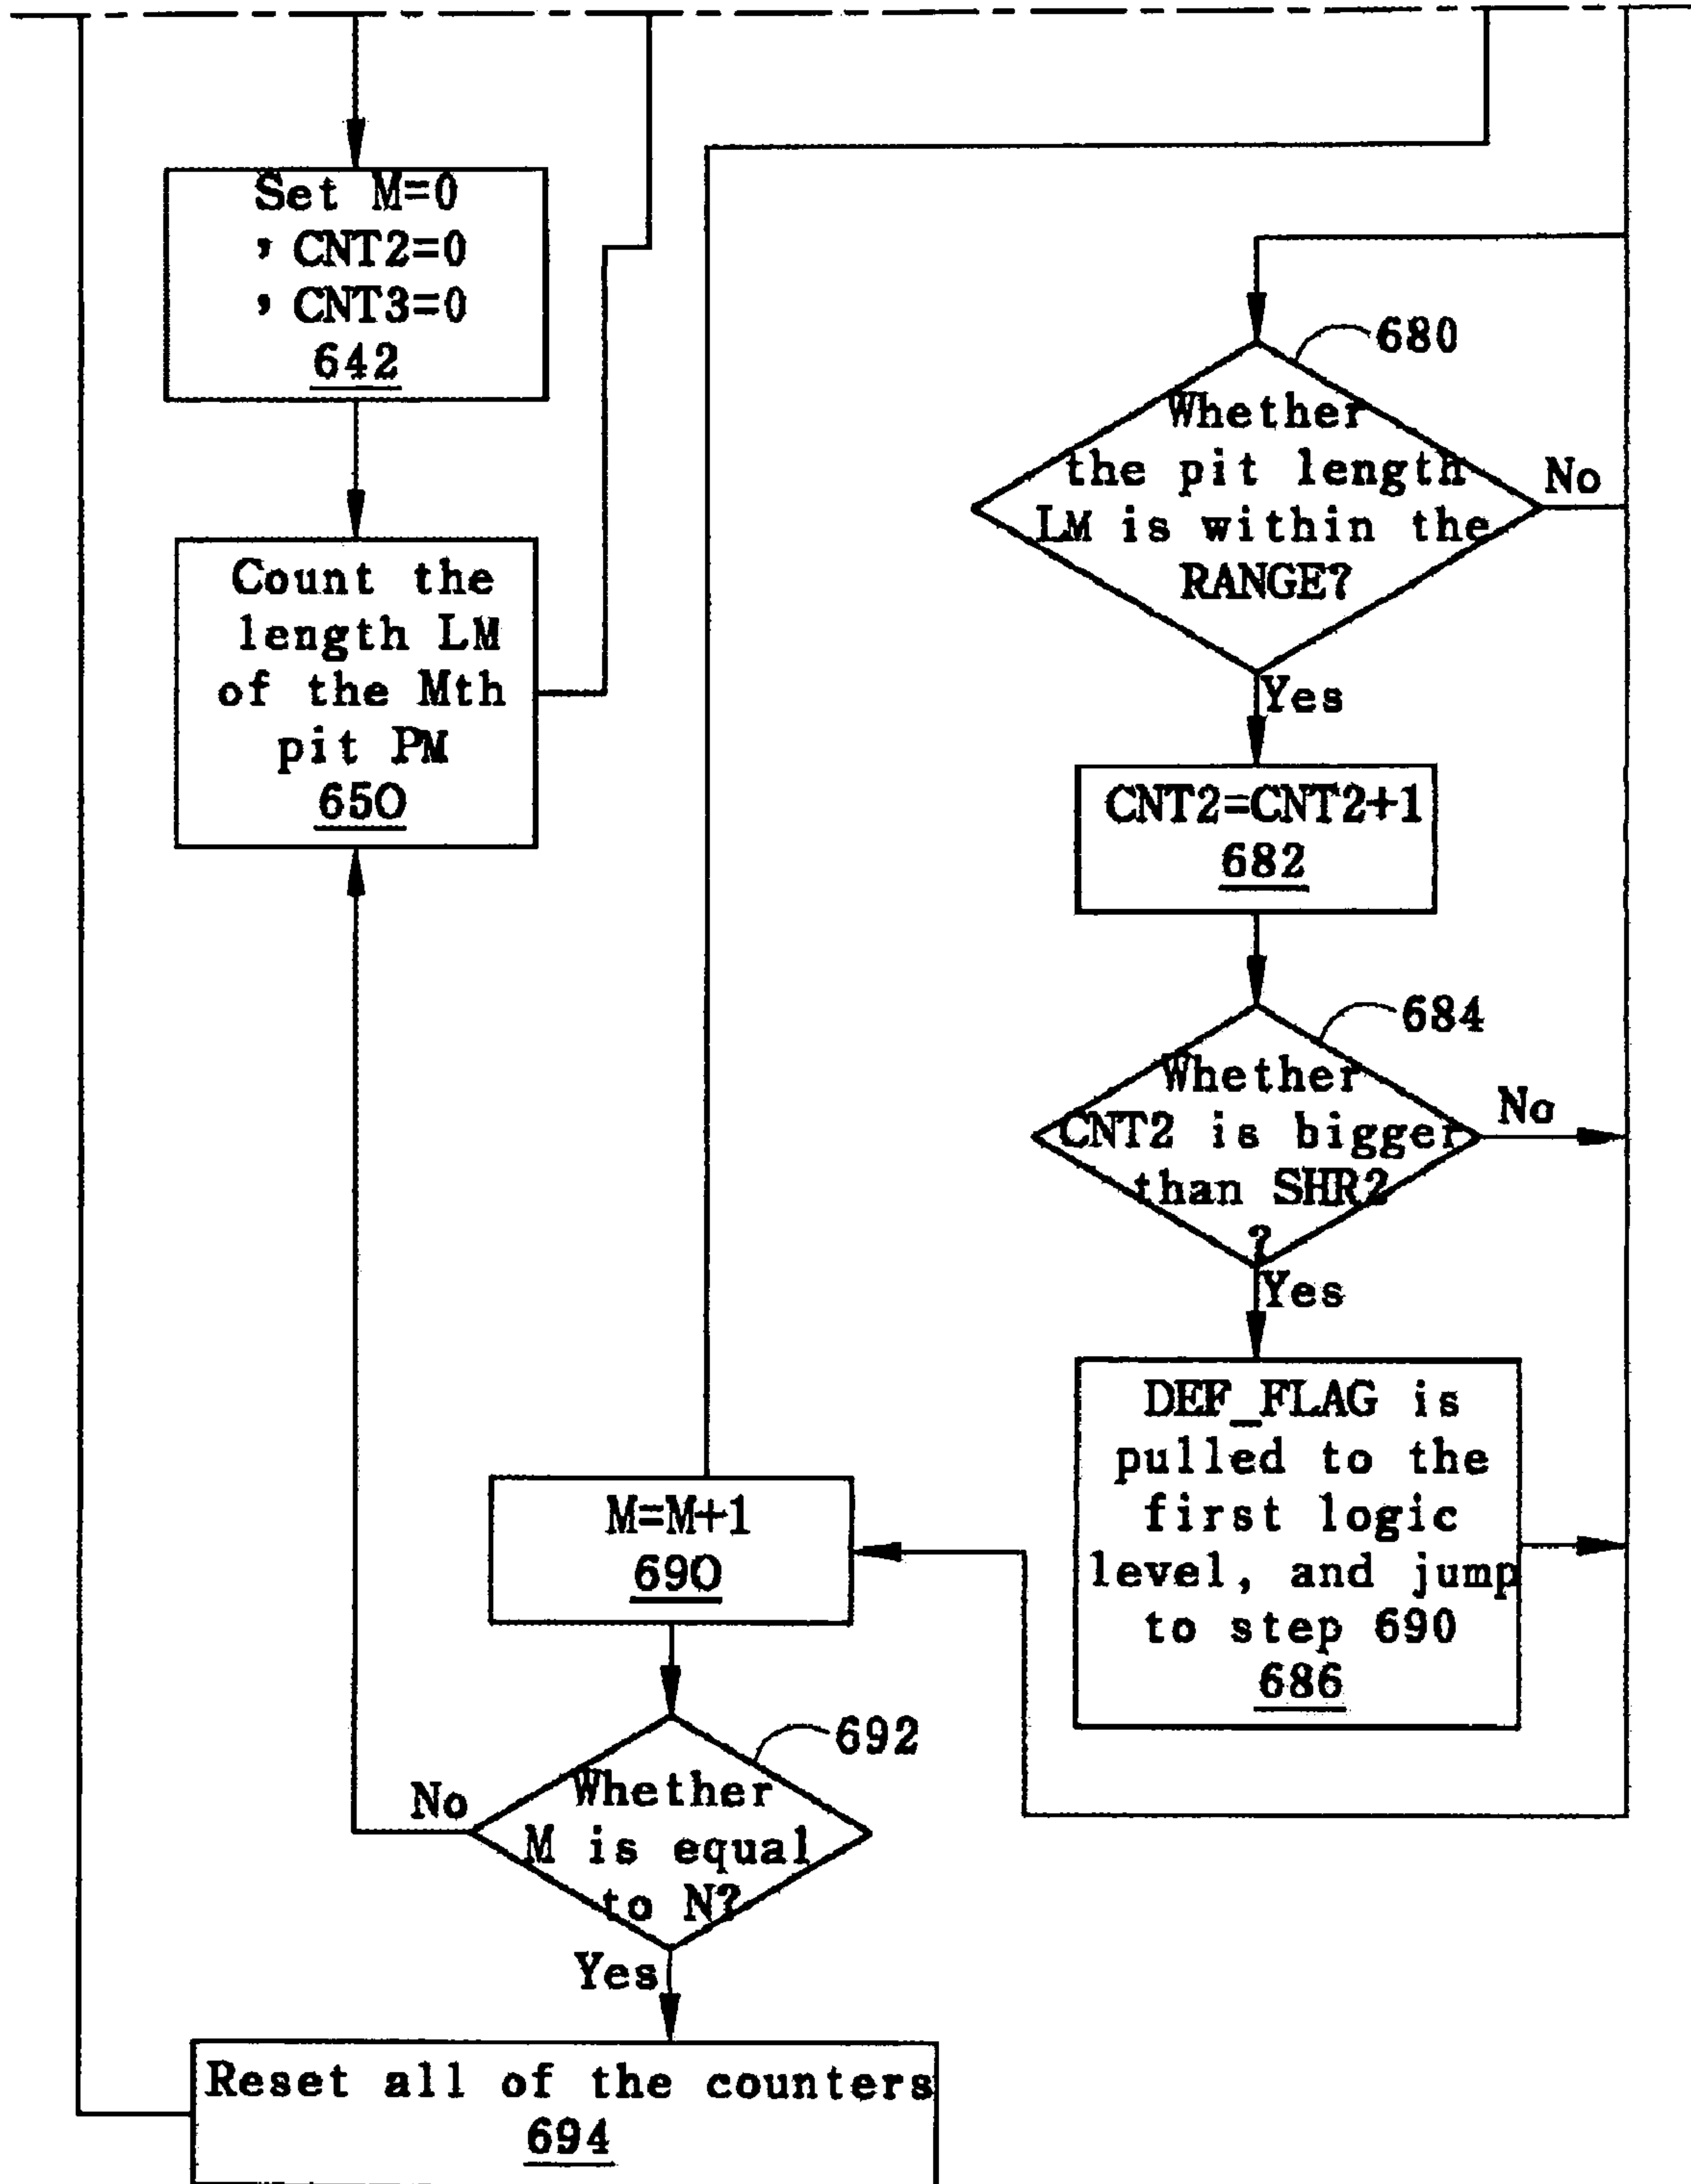 Set M=0
, CNT2=0
, CNT3=0
642
Count the
length LM
of the Mth
pit PM
650
680
Whether
the pit length
LM is within the
RANGE?
No
Yes
CNT2=CNT2+1
682
684
Whether
CNT2 is bigger
than SHR2
?
No
Yes
DEF_FLAG is
pulled to the
first logic
level, and jump
to step 690
686
M=M+1
690
692
Whether
M is equal
to N?
No
Yes
Reset all of the counters
694